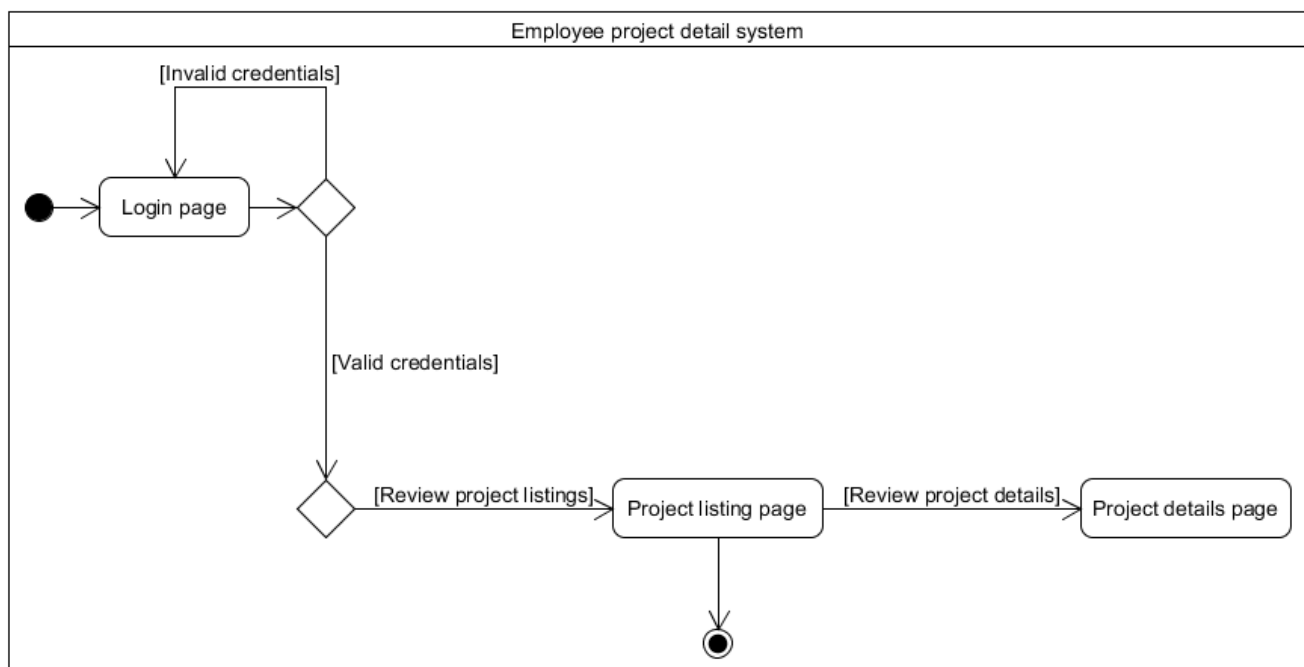 Employee project detail system
[Invalid credentials]
Login page
[Valid credentials]
[Review project listings]
Project listing page
[Review project details]
Project details page